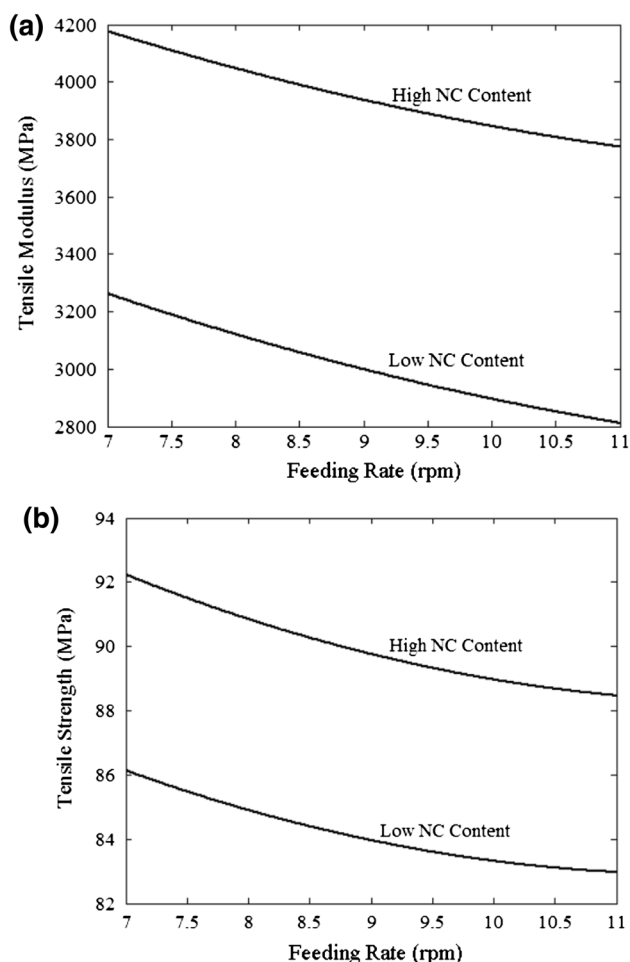 (a)
4200
4000
3800
3600
3400
3200
3000
2800
Tensile Modulus (MPa)
High NC Content
Low NC Content
7 7.5 8 8.5 9 9.5 10 10.5 11
Feeding Rate (rpm)
(b)
94
92
90
88
86
84
82
Tensile Strength (MPa)
High NC Content
Low NC Content
7 7.5 8 8.5 9 9.5 10 10.5 11
Feeding Rate (rpm)